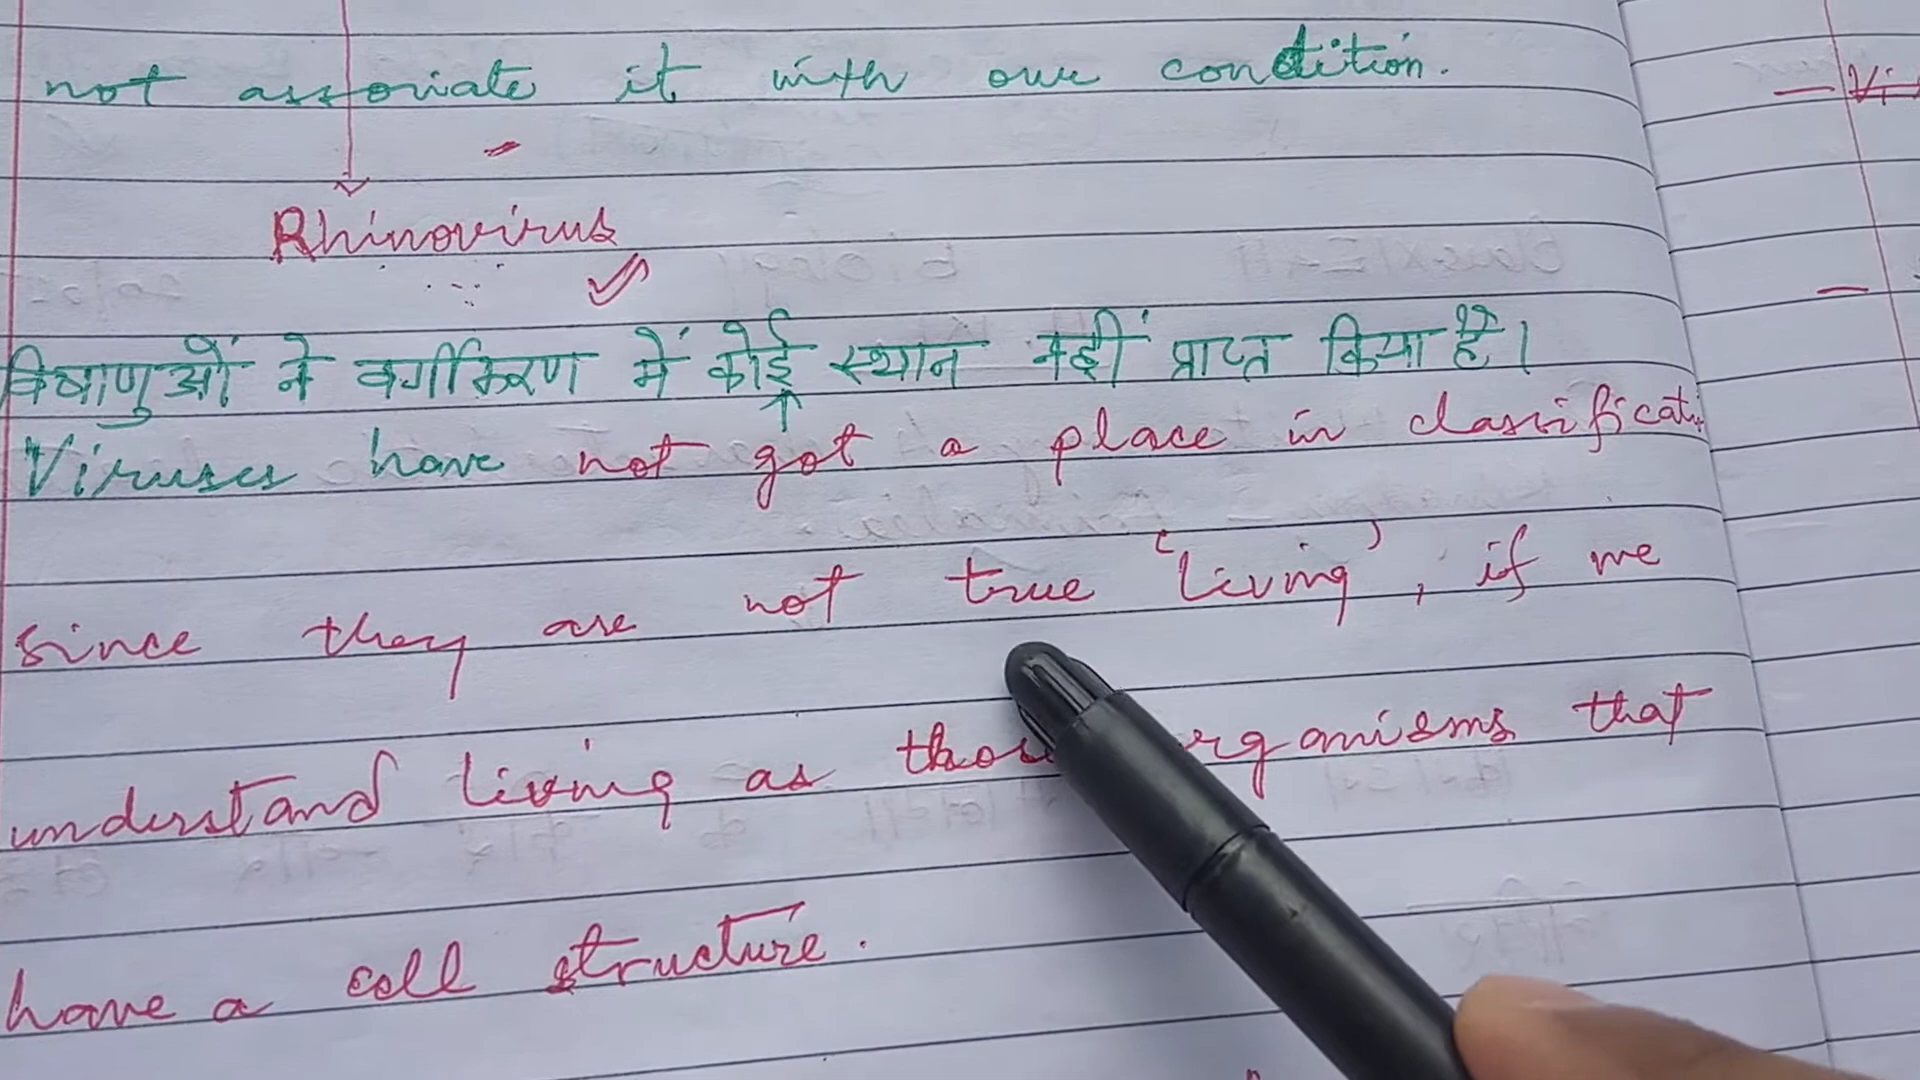 not associate it with our condition.
Rhinovirus
विषाणुओं ने वर्गीकरण में कोई स्थान नहीं प्राप्त किया है।
Viruses have not got a place in classificati
since they are not true 'living', if we
understand living as those organisms that
have a cell structure.